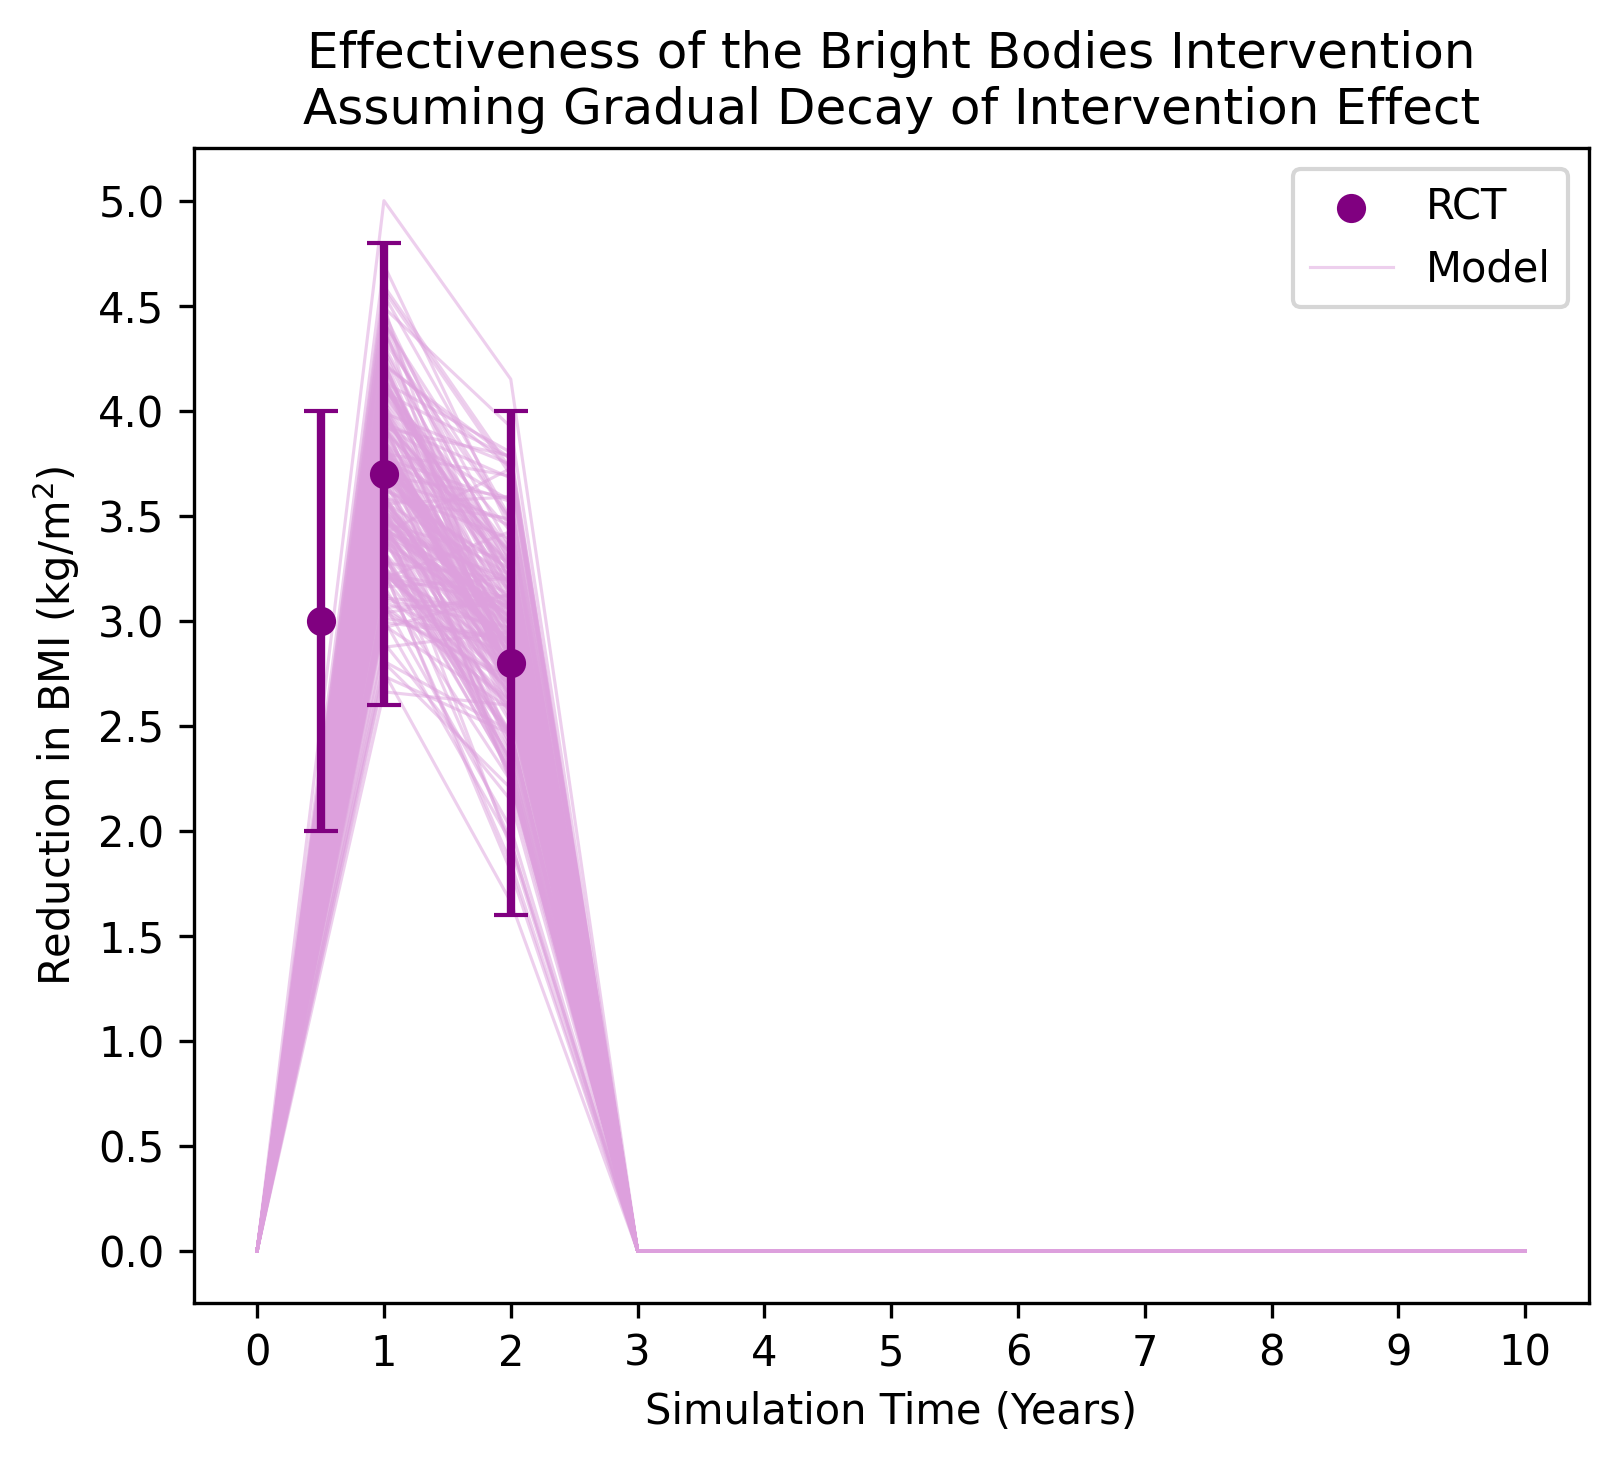 Effectiveness of the Bright Bodies Intervention
Assuming Gradual Decay of Intervention Effect
RCT
Model
Reduction in BMI (kg/m²)
5.0
4.5
4.0
3.5
3.0
2.5
2.0
1.5
1.0
0.5
0.0
0 1 2 3 4 5 6 7 8 9 10
Simulation Time (Years)